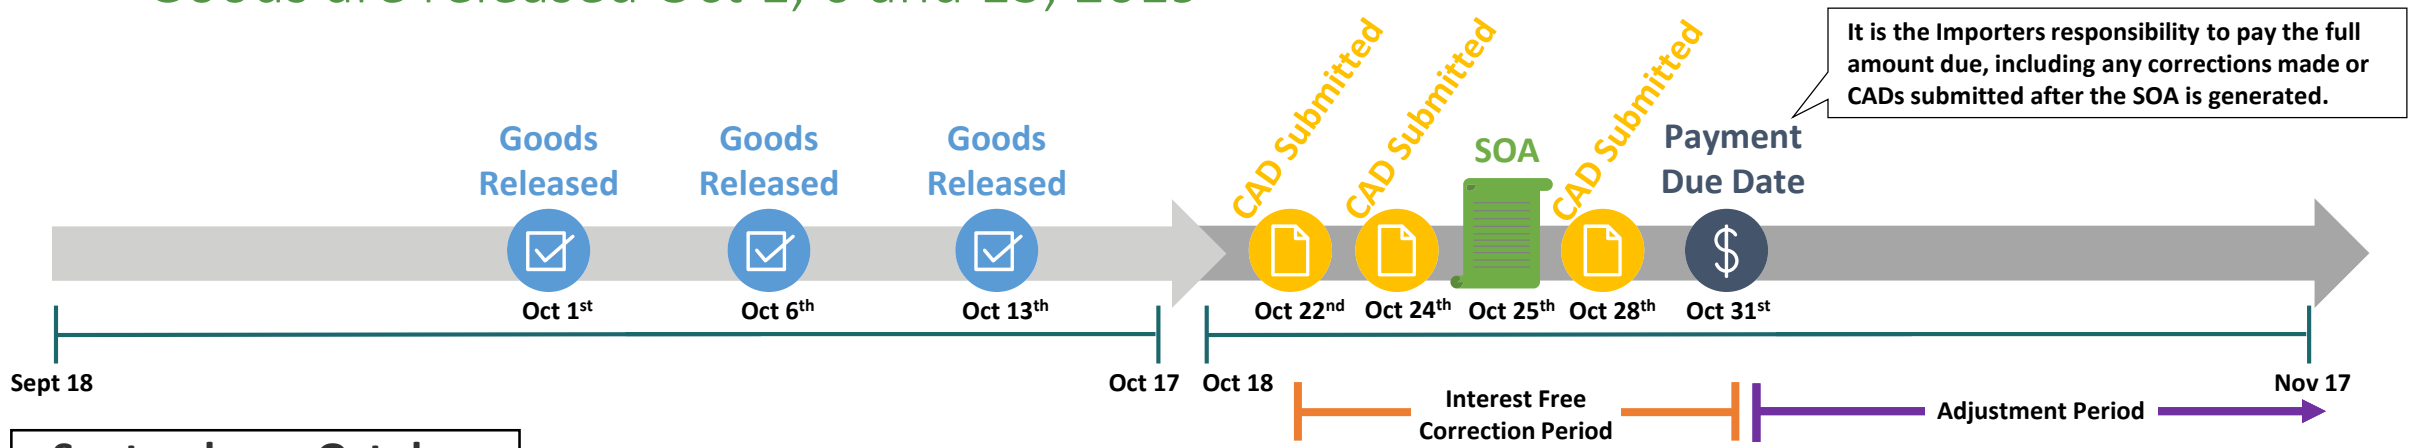 It is the Importers responsibility to pay the full
amount due, including any corrections made or
CADs submitted after the SOA is generated.
CAD Submitted
CAD Submitted
CAD Submitted
Goods
Released
Goods
Released
Goods
Released
SOA
Payment
Due Date
$
Oct 1st
Oct 6th
Oct 13th
Oct 22nd
Oct 24th
Oct 25th
Oct 28th
Oct 31st
Sept 18
Oct 17
Oct 18
Nov 17
Interest Free
Correction Period
Adjustment Period